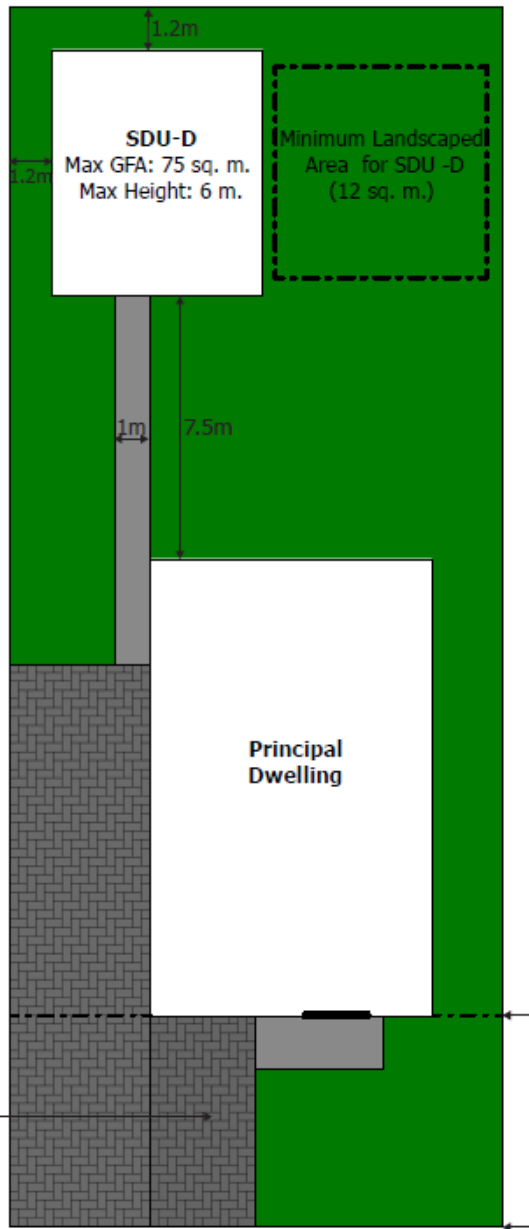 1.2m
SDU-D
Max GFA: 75 sq. m.
Max Height: 6 m.
1.2m
Minimum Landscaped
Area for SDU -D
(12 sq. m.)
1m
7.5m
Principal
Dwelling